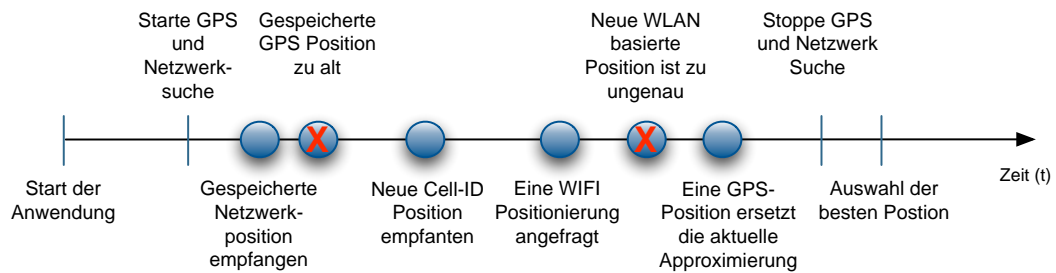 Starte GPS
und
Netzwerk-
suche
Gespeicherte
GPS Position
zu alt
Neue WLAN
basierte
Position ist zu
ungenau
Stoppe GPS
und Netzwerk
Suche
X
X
Zeit (t)
Start der
Anwendung
Gespeicherte
Netzwerk-
position
empfangen
Neue Cell-ID
Position
empfanten
Eine WIFI
Positionierung
angefragt
Eine GPS-
Position ersetzt
die aktuelle
Approximierung
Auswahl der
besten Postion